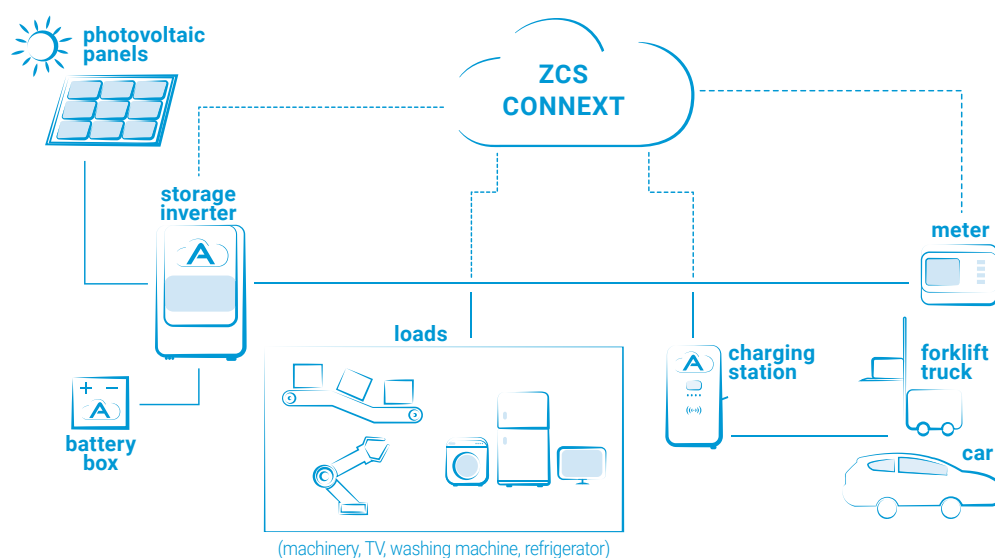 photovoltaic
panels
ZCS
CONNEXT
storage
inverter
meter
loads
charging
station
forklift
truck
battery
box
car
(machinery, TV, washing machine, refrigerator)